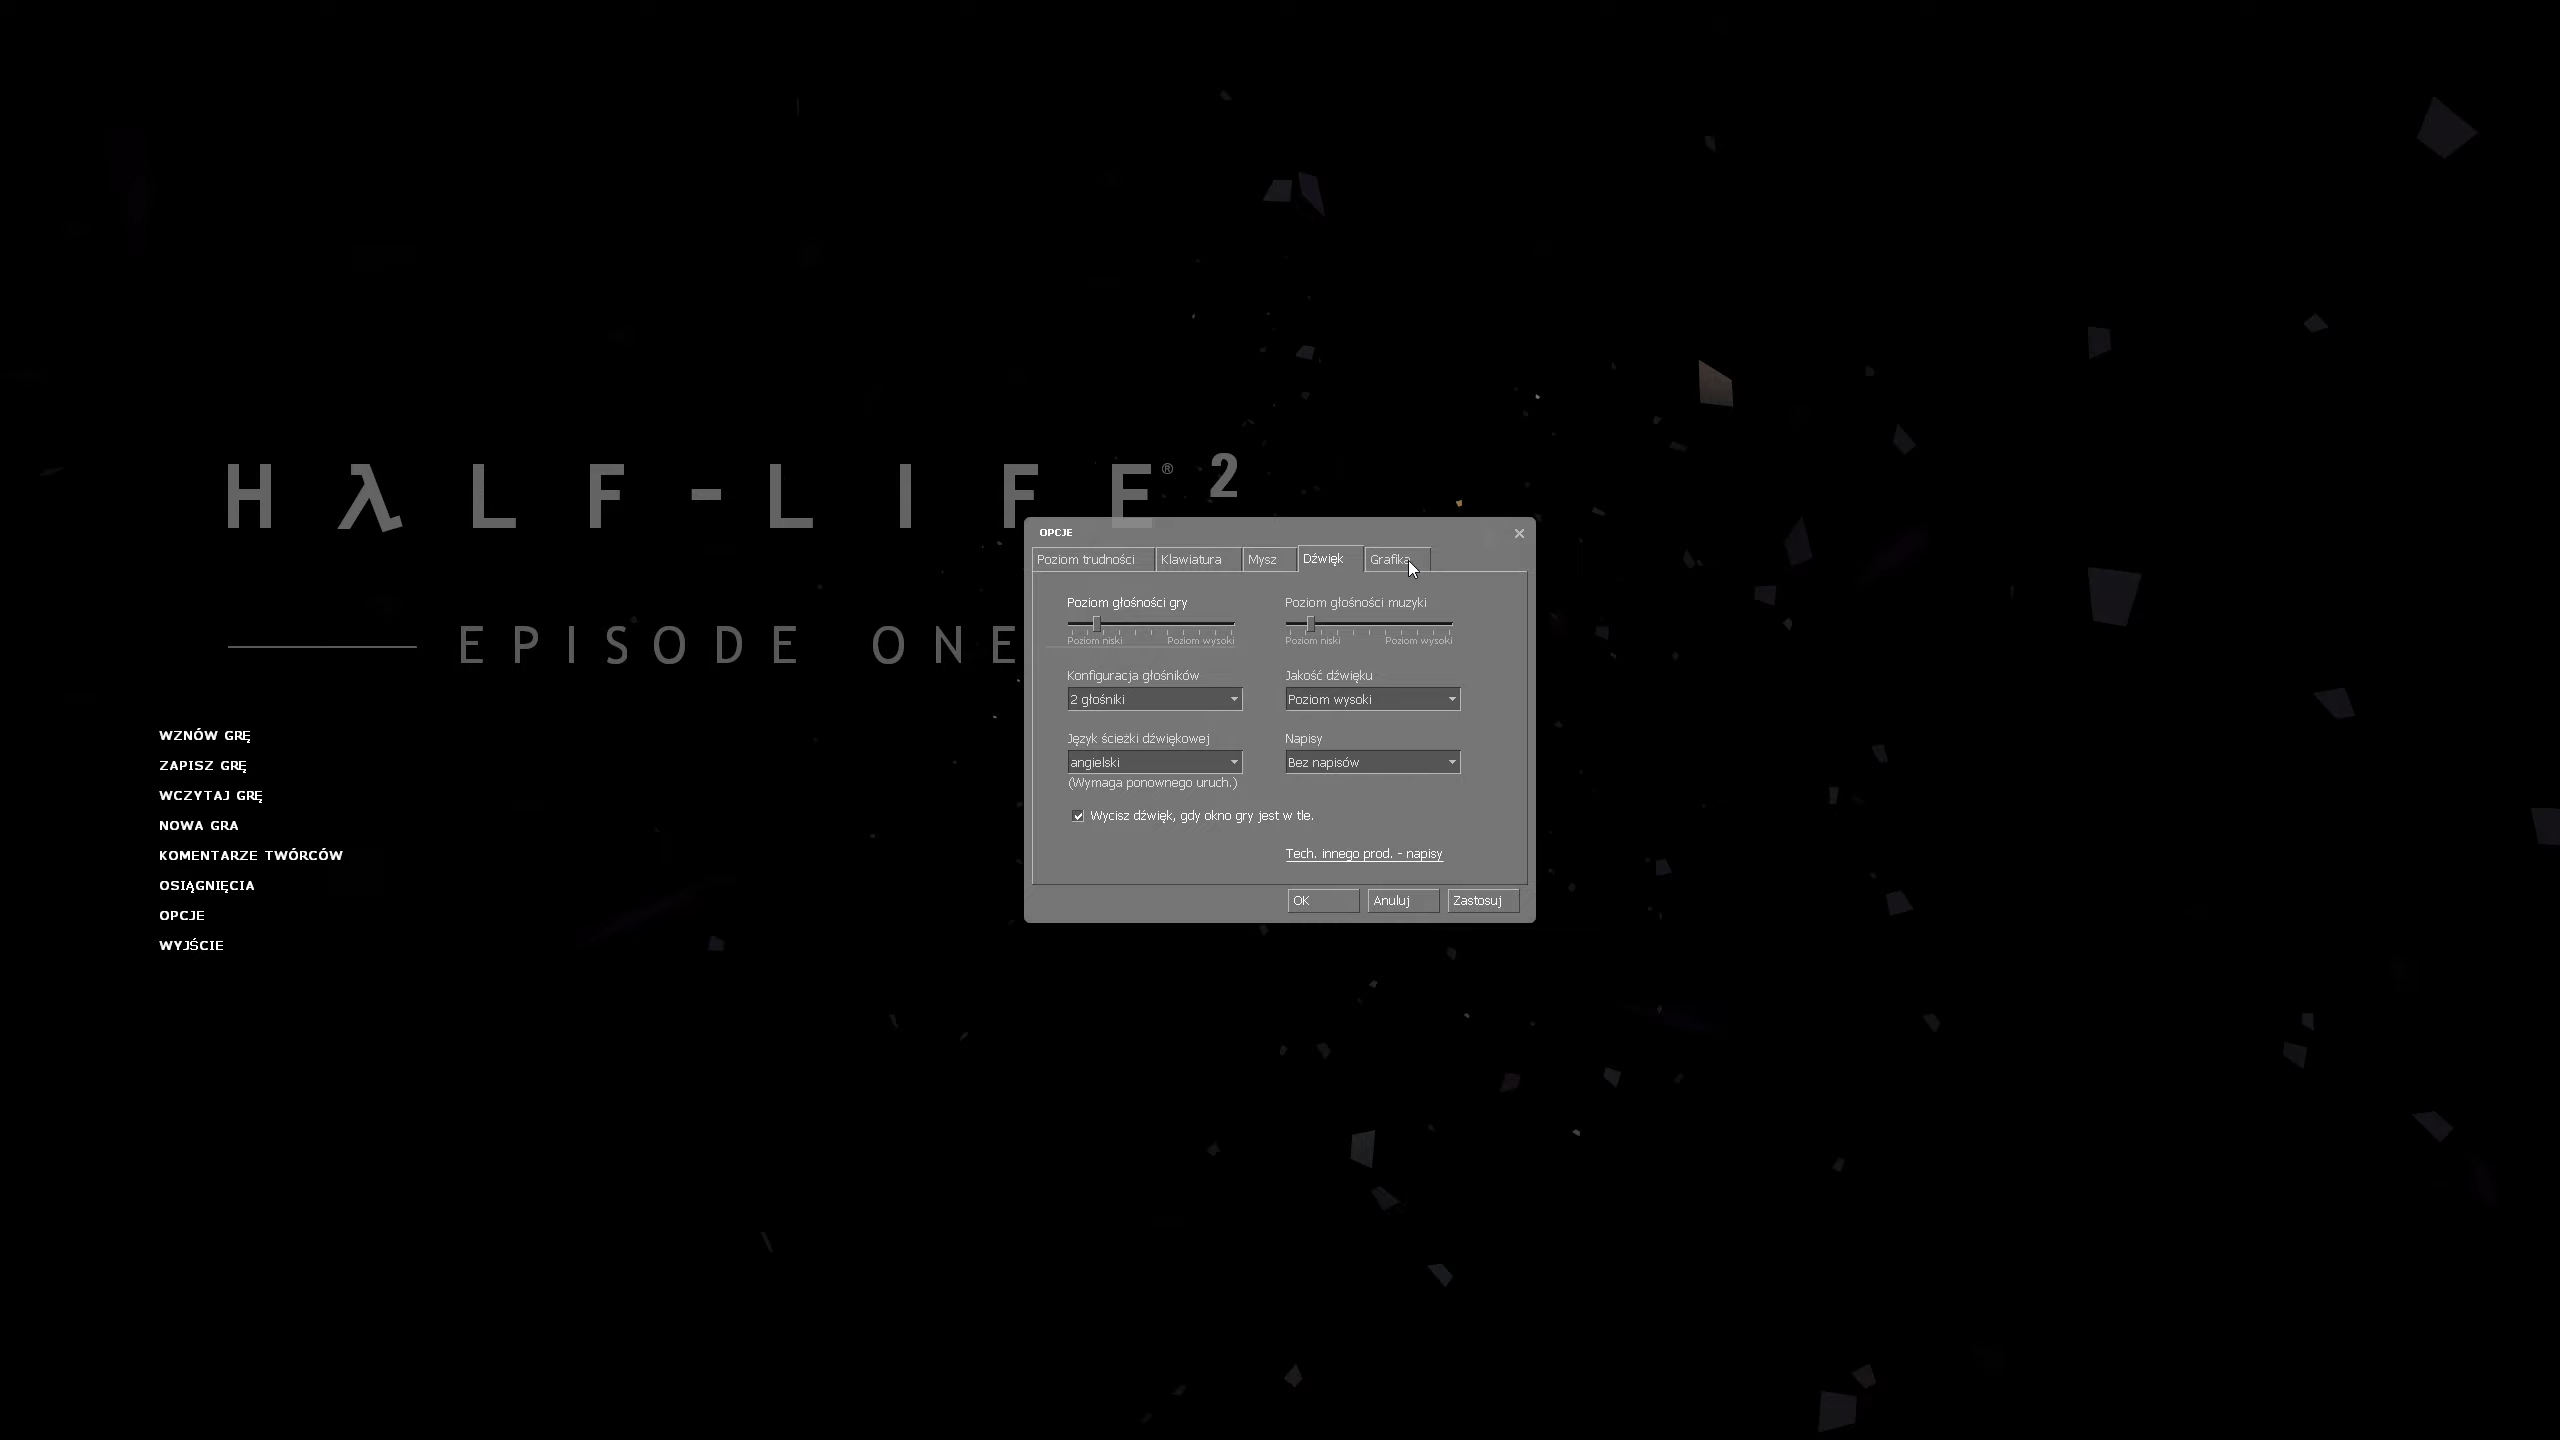 HλLF-LIFE® 2
EPISODE ONE
WZNÓW GRĘ
ZAPISZ GRĘ
WCZYTAJ GRĘ
NOWA GRA
KOMENTARZE TWÓRCÓW
OSIĄGNIĘCIA
OPCJE
WYJŚCIE
OPCJE
Poziom trudności Klawiatura Mysz Dźwięk Grafika
Poziom głośności gry Poziom głośności muzyki
Poziom niski Poziom wysoki Poziom niski Poziom wysoki
Konfiguracja głośników Jakość dźwięku
2 głośniki Poziom wysoki
Język ścieżki dźwiękowej Napisy
angielski Bez napisów
(Wymaga ponownego uruch.)
Wycisz dźwięk, gdy okno gry jest w tle.
Tech. innego prod. - napisy
OK Anuluj Zastosuj